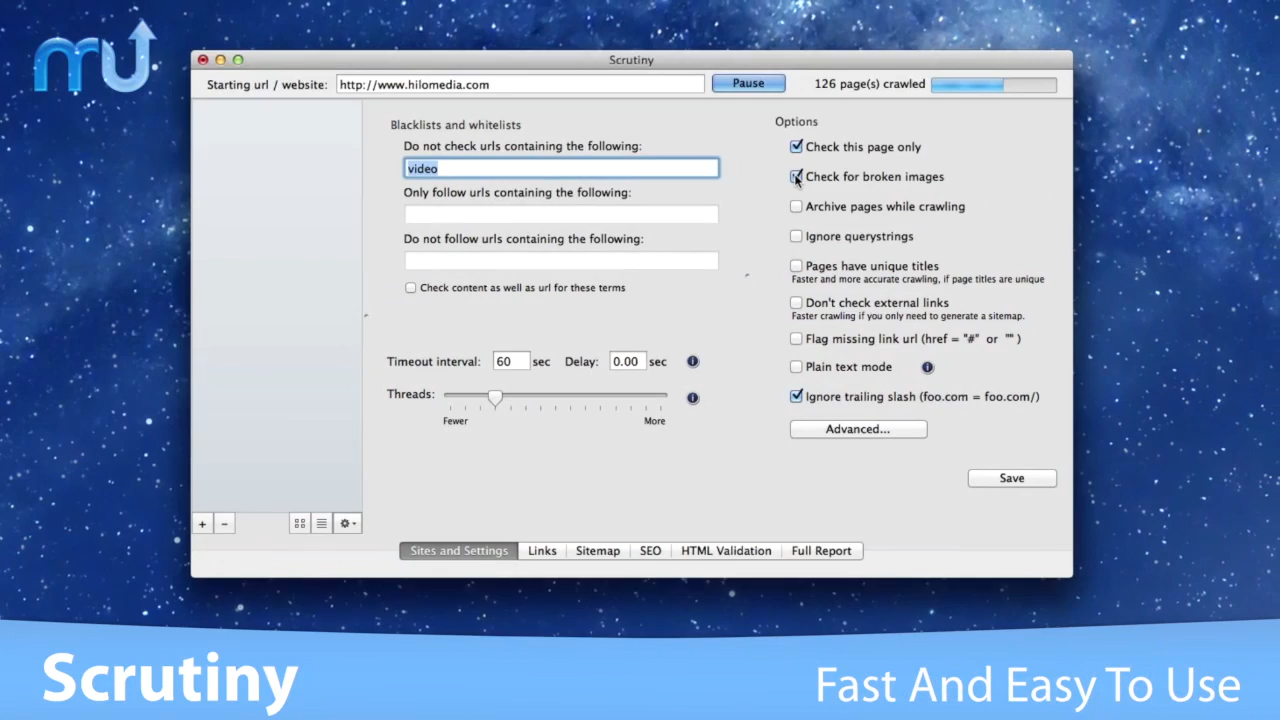 MU
Scrutiny
Starting url / website: http://www.hilomedia.com Pause 126 page(s) crawled
Blacklists and whitelists
Do not check urls containing the following:
video
Only follow urls containing the following:
Do not follow urls containing the following:
Check content as well as url for these terms
Timeout interval: 60 sec Delay: 0.00 sec
Threads:
Fewer More
Options
Check this page only
Check for broken images
Archive pages while crawling
Ignore querystrings
Pages have unique titles
Faster and more accurate crawling, if page titles are unique
Don't check external links
Faster crawling if you only need to generate a sitemap.
Flag missing link url (href = "#" or "" )
Plain text mode
Ignore trailing slash (foo.com = foo.com/)
Advanced...
Save
Sites and Settings Links Sitemap SEO HTML Validation Full Report
Scrutiny
Fast And Easy To Use